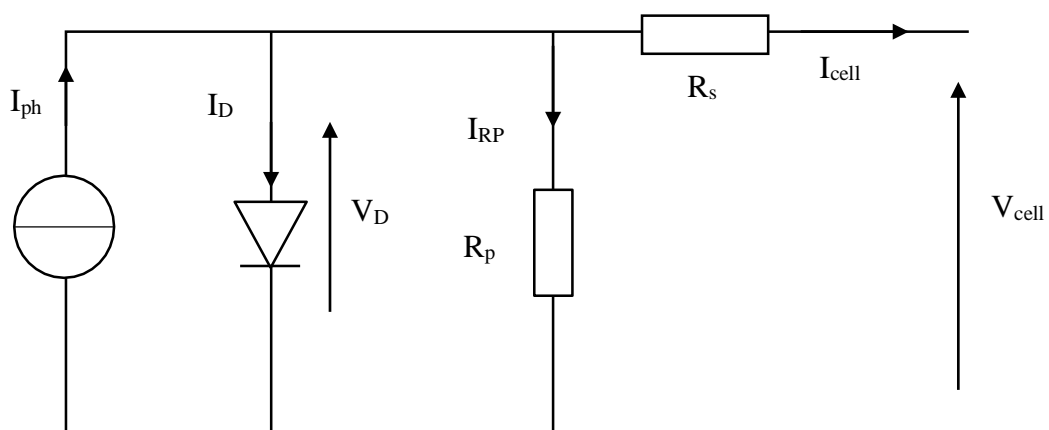 I_ph
I_D
V_D
I_RP
R_p
R_s
I_cell
V_cell